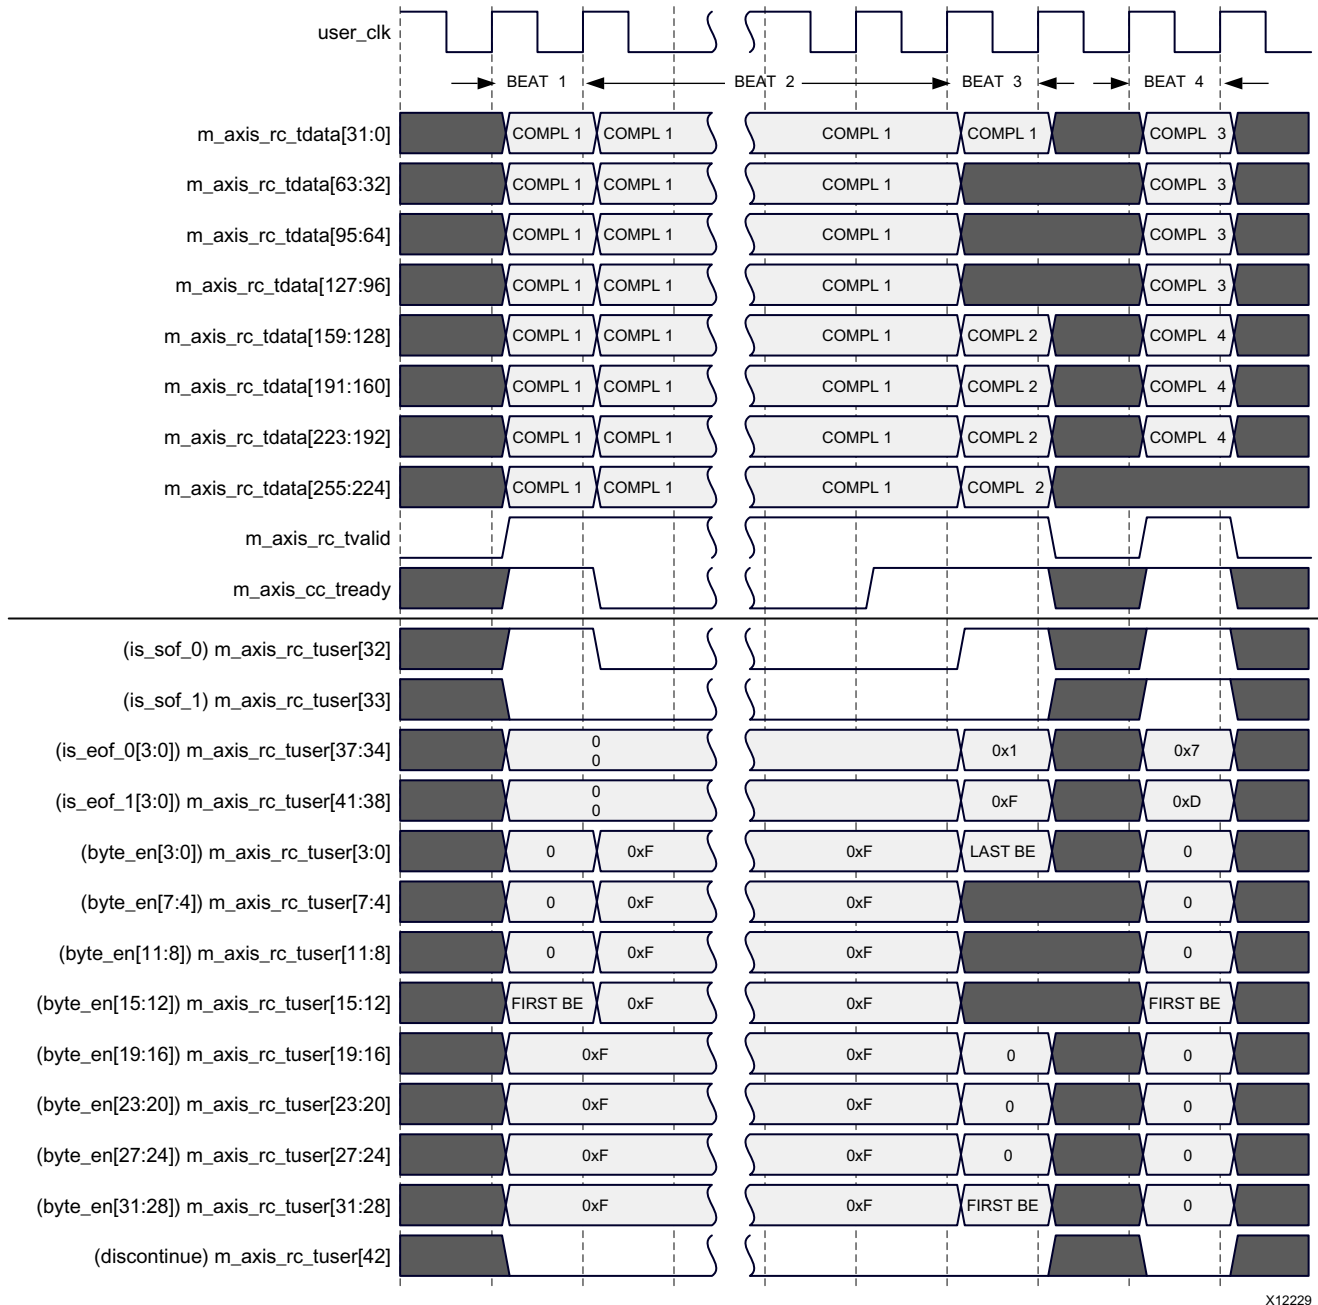 user_clk
BEAT 1 BEAT 2 BEAT 3 BEAT 4
m_axis_rc_tdata[31:0] COMPL 1 COMPL 1 COMPL 1 COMPL 1 COMPL 3
m_axis_rc_tdata[63:32] COMPL 1 COMPL 1 COMPL 1 COMPL 3
m_axis_rc_tdata[95:64] COMPL 1 COMPL 1 COMPL 1 COMPL 3
m_axis_rc_tdata[127:96] COMPL 1 COMPL 1 COMPL 1 COMPL 3
m_axis_rc_tdata[159:128] COMPL 1 COMPL 1 COMPL 1 COMPL 2 COMPL 4
m_axis_rc_tdata[191:160] COMPL 1 COMPL 1 COMPL 1 COMPL 2 COMPL 4
m_axis_rc_tdata[223:192] COMPL 1 COMPL 1 COMPL 1 COMPL 2 COMPL 4
m_axis_rc_tdata[255:224] COMPL 1 COMPL 1 COMPL 1 COMPL 2
m_axis_rc_tvalid
m_axis_cc_tready
(is_sof_0) m_axis_rc_tuser[32]
(is_sof_1) m_axis_rc_tuser[33]
(is_eof_0[3:0]) m_axis_rc_tuser[37:34] 0 0 0x1 0x7
(is_eof_1[3:0]) m_axis_rc_tuser[41:38] 0 0 0xF 0xD
(byte_en[3:0]) m_axis_rc_tuser[3:0] 0 0xF 0xF LAST BE 0
(byte_en[7:4]) m_axis_rc_tuser[7:4] 0 0xF 0xF 0
(byte_en[11:8]) m_axis_rc_tuser[11:8] 0 0xF 0xF 0
(byte_en[15:12]) m_axis_rc_tuser[15:12] FIRST BE 0xF 0xF FIRST BE
(byte_en[19:16]) m_axis_rc_tuser[19:16] 0xF 0xF 0 0
(byte_en[23:20]) m_axis_rc_tuser[23:20] 0xF 0xF 0 0
(byte_en[27:24]) m_axis_rc_tuser[27:24] 0xF 0xF 0 0
(byte_en[31:28]) m_axis_rc_tuser[31:28] 0xF 0xF FIRST BE 0
(discontinue) m_axis_rc_tuser[42]
X12229